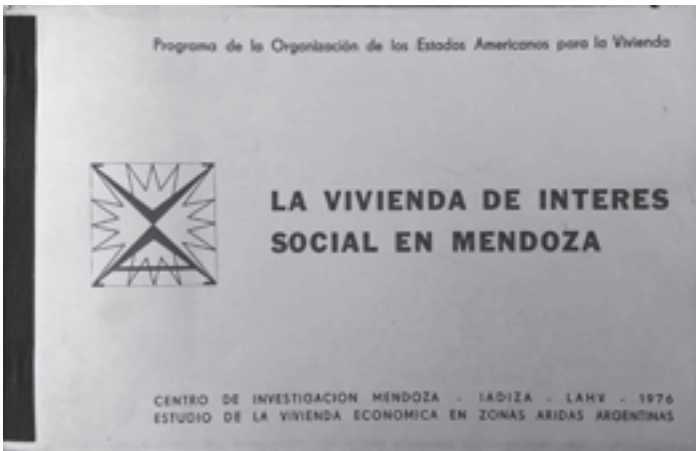 Programa de la Organización de los Estados Americanos para la Vivienda
LA VIVIENDA DE INTERES
SOCIAL EN MENDOZA
CENTRO DE INVESTIGACION MENDOZA - IADIZA - LAHV - 1976
ESTUDIO DE LA VIVIENDA ECONOMICA EN ZONAS ARIDAS ARGENTINAS